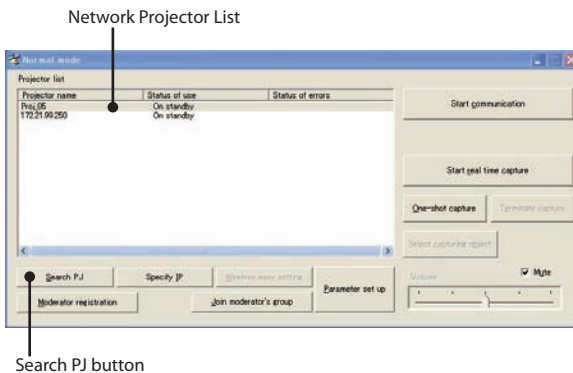 Network Projector List
Normal mode
Projector list
Projector name Status of use Status of errors
Proj_05 On standby
172.21.99.250 On standby
Start communication
Start real time capture
One-shot capture Terminate capture
Select capturing object
Search PJ Specify IP Wireless easy setting
Parameter set up
Volume Mute
Moderator registration Join moderator's group
Search PJ button